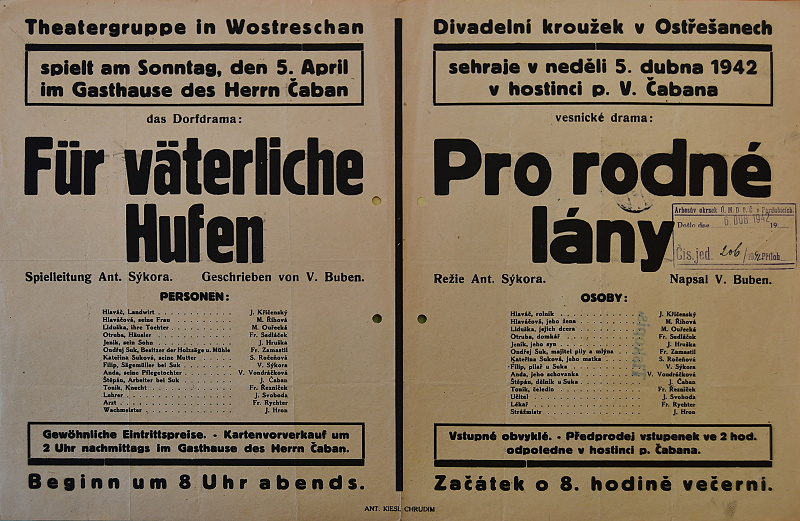 Theatergruppe in Wostreschan
spielt am Sonntag, den 5. April
im Gasthause des Herrn Čaban
das Dorfdrama:
Für väterliche
Hufen
Spielleitung Ant. Sýkora. Geschrieben von V. Buben.
PERSONEN:
Hlaváč, Landwirt J. Křičenský
Hlaváčová, seine Frau M. Říhová
Liduška, ihre Tochter M. Ouřecká
Otruba, Häusler Fr. Sedláček
Jeník, sein Sohn J. Hruška
Ondřej Suk, Besitzer der Holzsäge u. Mühle Fr. Zamastil
Kateřina Suková, seine Mutter S. Ročeňová
Filip, Sägemüller bei Suk V. Sýkora
Anda, seine Pflegetochter V. Vondráčková
Štěpán, Arbeiter bei Suk J. Čaban
Toník, Knecht Fr. Řezníček
Lehrer J. Svoboda
Arzt Fr. Rychter
Wachmeister J. Hron
Gewöhnliche Eintrittspreise. - Kartenvorverkauf um
2 Uhr nachmittags im Gasthause des Herrn Čaban.
Beginn um 8 Uhr abends.
Divadelní kroužek v Ostřešanech
sehraje v neděli 5. dubna 1942
v hostinci p. V. Čabana
vesnické drama:
Pro rodné
lány
Došlo dne 6. DUB. 1942 19
Čís. jed. 206/ Příloh
Režie Ant. Sýkora. Napsal V. Buben.
OSOBY:
Hlaváč, rolník J. Křičenský
Hlaváčová, jeho žena M. Říhová
Liduška, jejich dcera M. Ouřecká
Otruba, domkář Fr. Sedláček
Jeník, jeho syn J. Hruška
Ondřej Suk, majitel pily a mlýna Fr. Zamastil
Kateřina Suková, jeho matka S. Ročeňová
Filip, pilař u Suka V. Sýkora
Anda, jeho schovanka V. Vondráčková
Štěpán, dělník u Suka J. Čaban
Toník, čeledín Fr. Řezníček
Učitel J. Svoboda
Lékař Fr. Rychter
Strážmistr J. Hron
Vstupné obvyklé. - Předprodej vstupenek ve 2 hod.
odpoledne v hostinci p. Čabana.
Začátek o 8. hodině večerní.
ANT. KIESL CHRUDIM